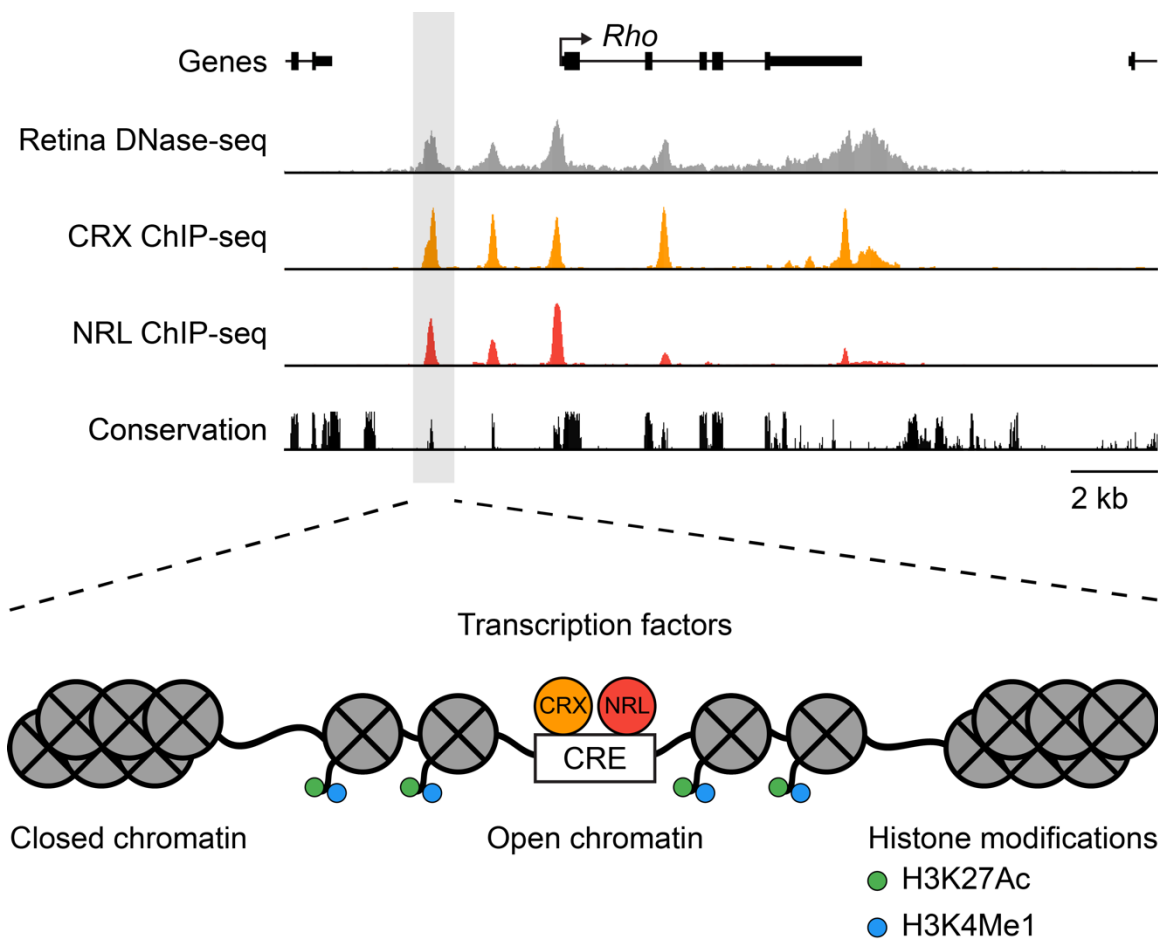 Genes
Rho
Retina DNase-seq
CRX ChIP-seq
NRL ChIP-seq
Conservation
2 kb
Transcription factors
CRX NRL
CRE
Closed chromatin
Open chromatin
Histone modifications
H3K27Ac
H3K4Me1